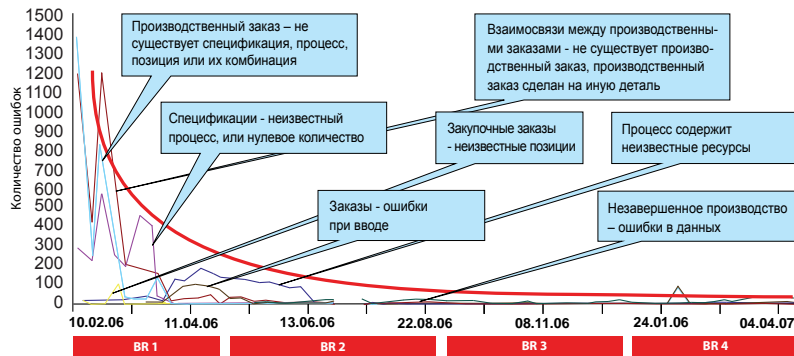 Количество ошибок
1500
1400
1300
1200
1100
1000
900
800
700
600
500
400
300
200
100
0
Производственный заказ – не
существует спецификация, процесс,
позиция или их комбинация
Взаимосвязи между производственны-
ми заказами - не существует произво-
дственный заказ, производственный
заказ сделан на иную деталь
Спецификации - неизвестный
процесс, или нулевое количество
Закупочные заказы
- неизвестные позиции
Процесс содержит
неизвестные ресурсы
Заказы - ошибки
при вводе
Незавершенное производство
– ошибки в данных
10.02.06
11.04.06
13.06.06
22.08.06
08.11.06
24.01.06
04.04.07
BR 1
BR 2
BR 3
BR 4